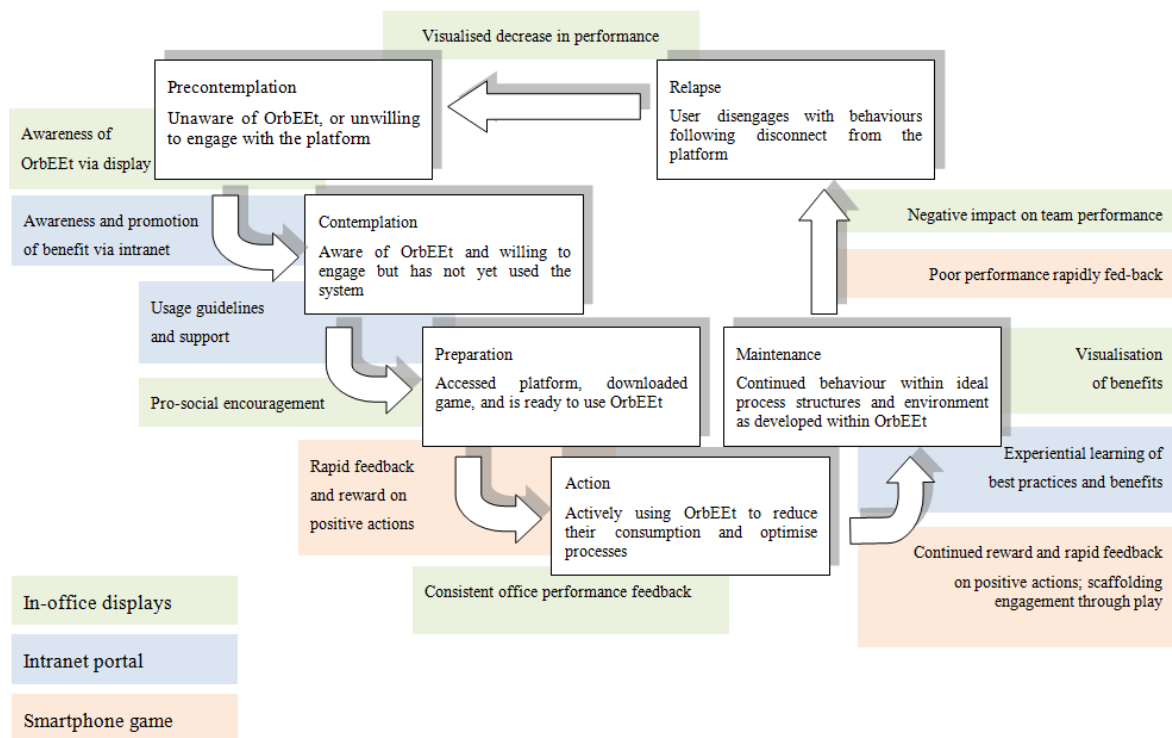 Visualised decrease in performance
Precontemplation
Unaware of OrbEEt, or unwilling
to engage with the platform
Relapse
User disengages with behaviours
following disconnect from the
platform
Awareness of
OrbEEt via display
Awareness and promotion
of benefit via intranet
Contemplation
Aware of OrbEEt and willing to
engage but has not yet used the
system
Negative impact on team performance
Poor performance rapidly fed-back
Usage guidelines
and support
Preparation
Accessed platform, downloaded
game, and is ready to use OrbEEt
Maintenance
Continued behaviour within ideal
process structures and environment
as developed within OrbEEt
Visualisation
of benefits
Pro-social encouragement
Rapid feedback
and reward on
positive actions
Action
Actively using OrbEEt to reduce
their consumption and optimise
processes
Experiential learning of
best practices and benefits
Continued reward and rapid feedback
on positive actions; scaffolding
engagement through play
Consistent office performance feedback
In-office displays
Intranet portal
Smartphone game